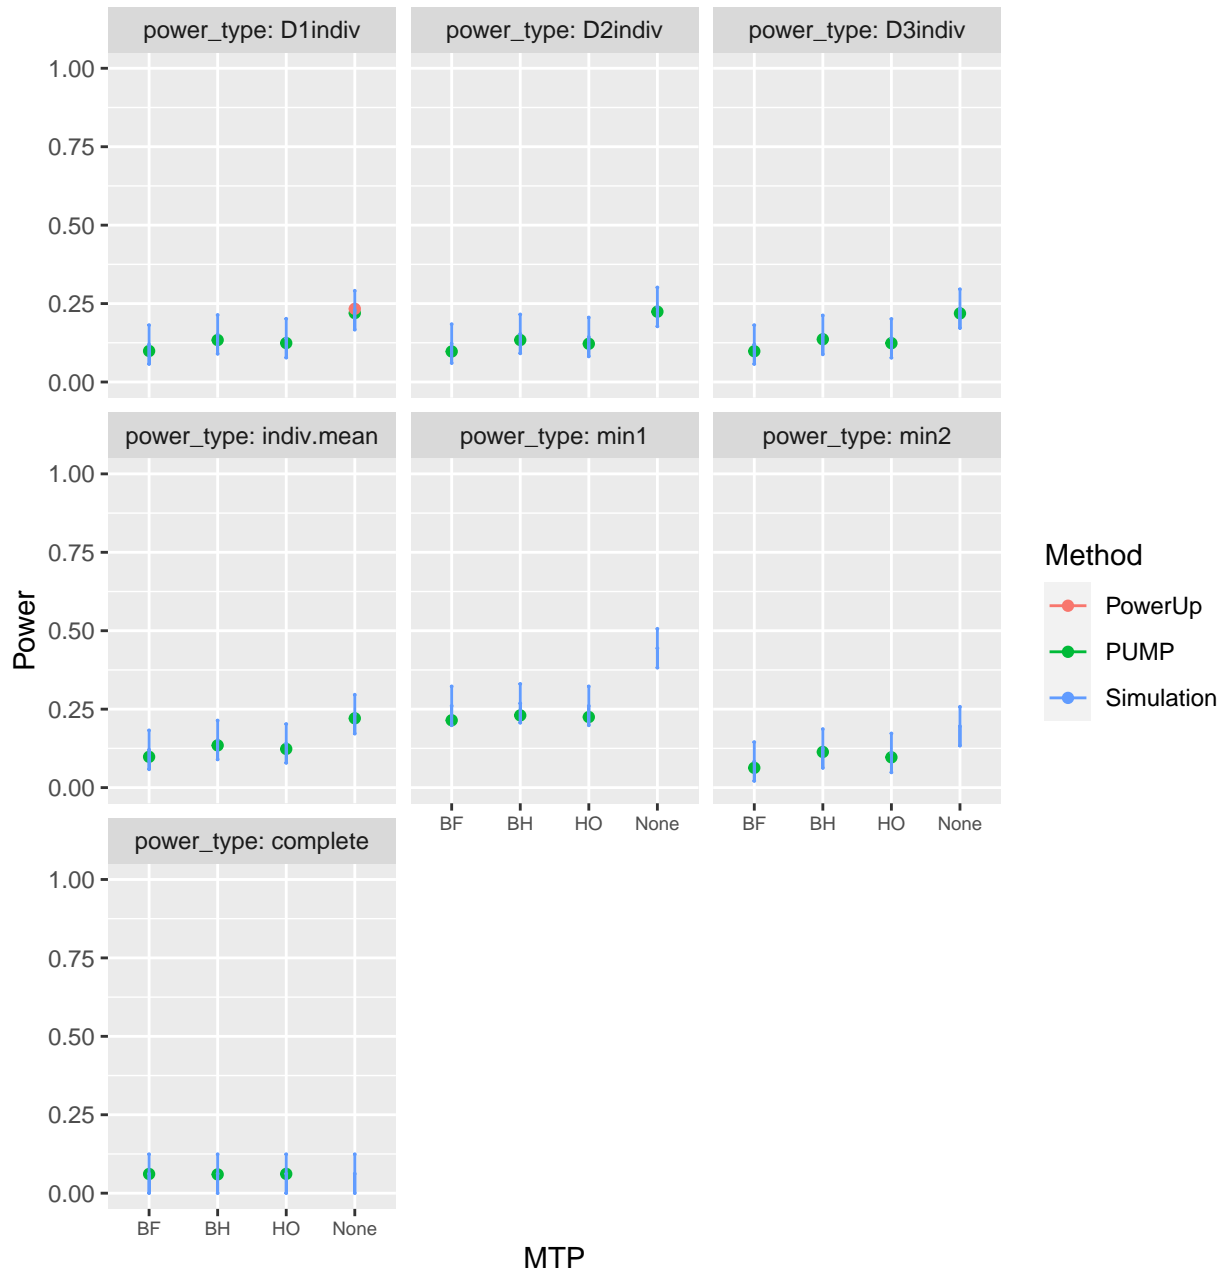 power_type: D1indiv
power_type: D2indiv
power_type: D3indiv
1.00
0.75
0.50
0.25
0.00
power_type: indiv.mean
power_type: min1
power_type: min2
1.00
0.75
0.50
0.25
0.00
BF BH HO None
BF BH HO None
power_type: complete
1.00
0.75
0.50
0.25
0.00
BF BH HO None
MTP
Power
Method
PowerUp
PUMP
Simulation